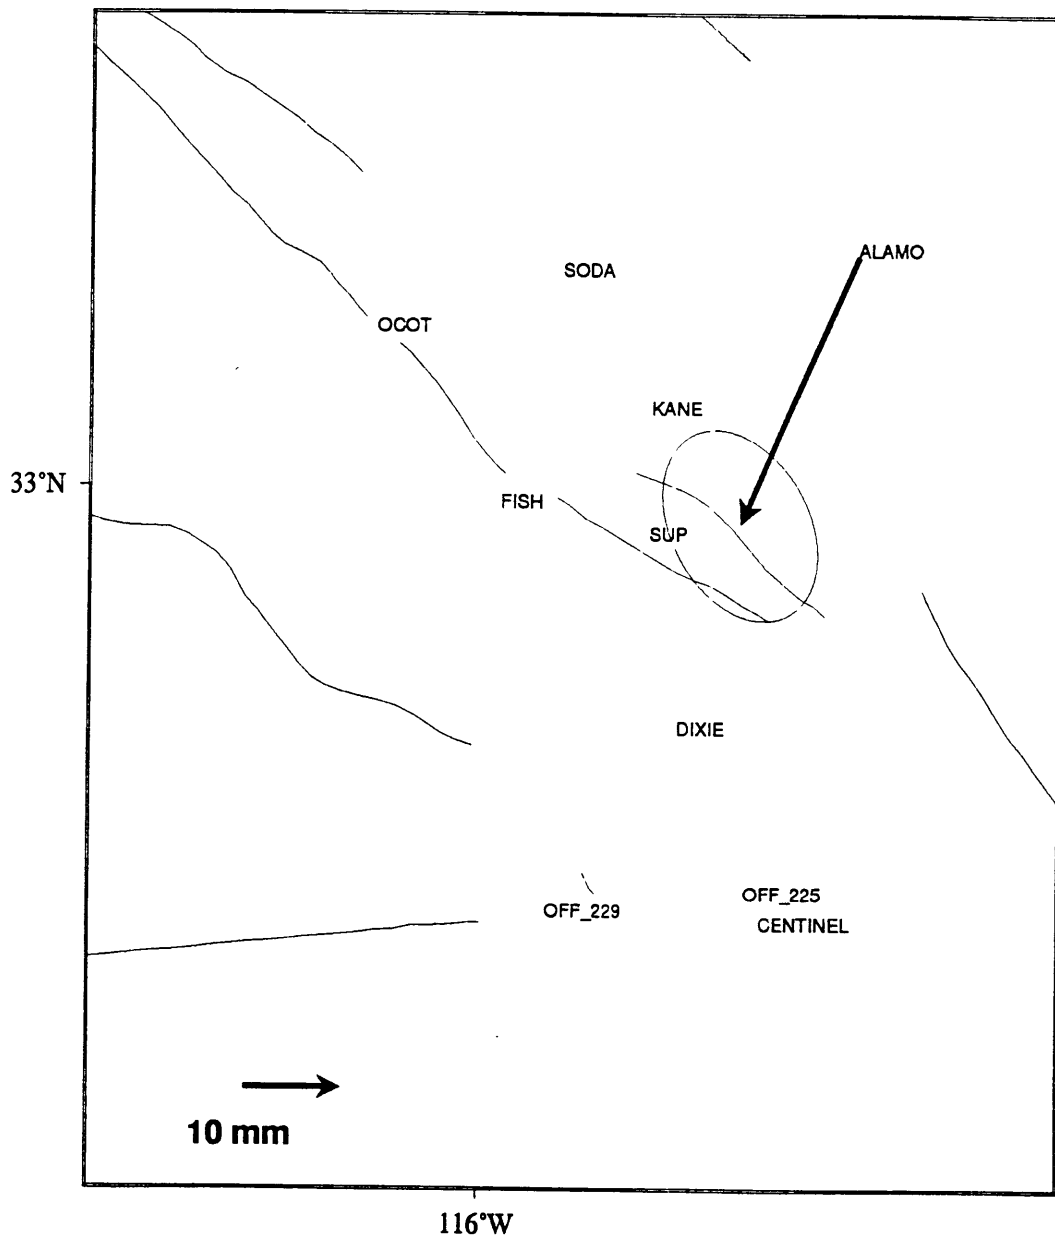 ALAMO
SODA
OCOT
KANE
33°N
FISH
SUP
DIXIE
OFF_225
OFF_229
CENTINEL
10 mm
116°W